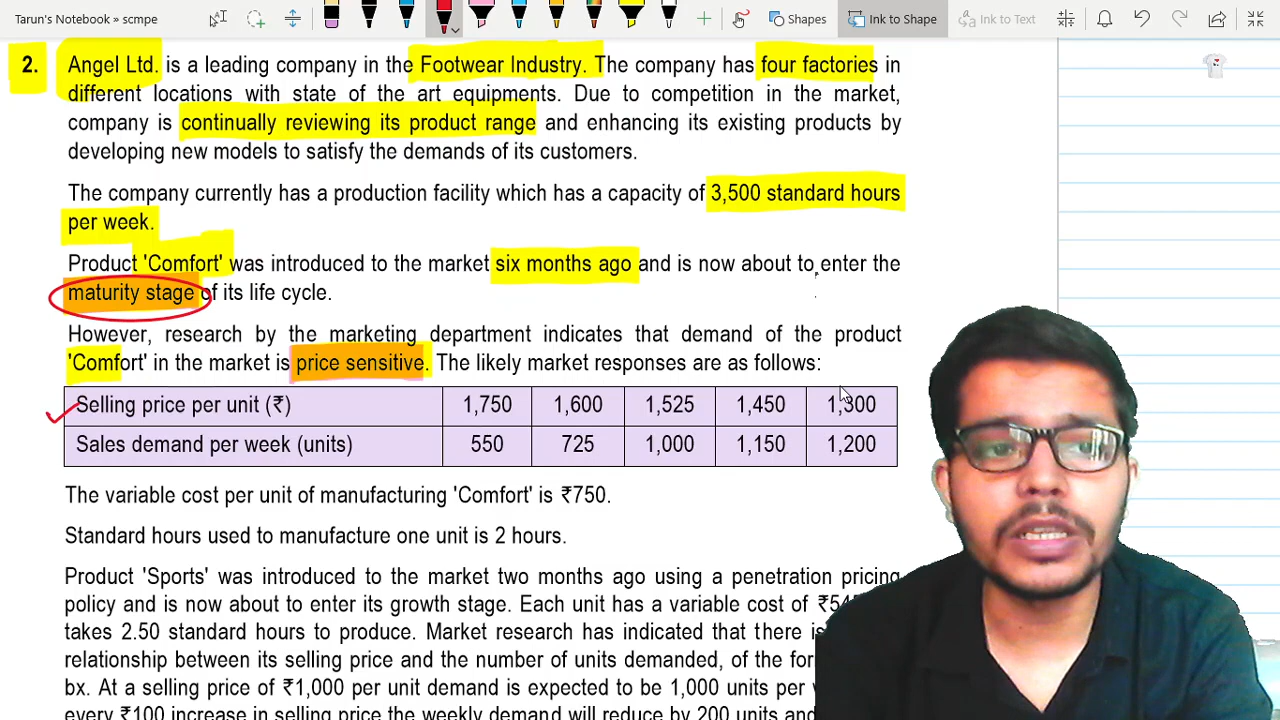 Tarun's Notebook » scmpe
Shapes
Ink to Shape
Ink to Text
2. Angel Ltd. is a leading company in the Footwear Industry. The company has four factories in
different locations with state of the art equipments. Due to competition in the market,
company is continually reviewing its product range and enhancing its existing products by
developing new models to satisfy the demands of its customers.
The company currently has a production facility which has a capacity of 3,500 standard hours
per week.
Product 'Comfort' was introduced to the market six months ago and is now about to enter the
maturity stage of its life cycle.
However, research by the marketing department indicates that demand of the product
'Comfort' in the market is price sensitive. The likely market responses are as follows:
Selling price per unit (₹) 1,750 1,600 1,525 1,450 1,300
Sales demand per week (units) 550 725 1,000 1,150 1,200
The variable cost per unit of manufacturing 'Comfort' is ₹750.
Standard hours used to manufacture one unit is 2 hours.
Product 'Sports' was introduced to the market two months ago using a penetration pricing
policy and is now about to enter its growth stage. Each unit has a variable cost of
takes 2.50 standard hours to produce. Market research has indicated that there is
relationship between its selling price and the number of units demanded, of the
bx. At a selling price of ₹1,000 per unit demand is expected to be 1,000 units per
every ₹100 increase in selling price the weekly demand will reduce by 200 units and